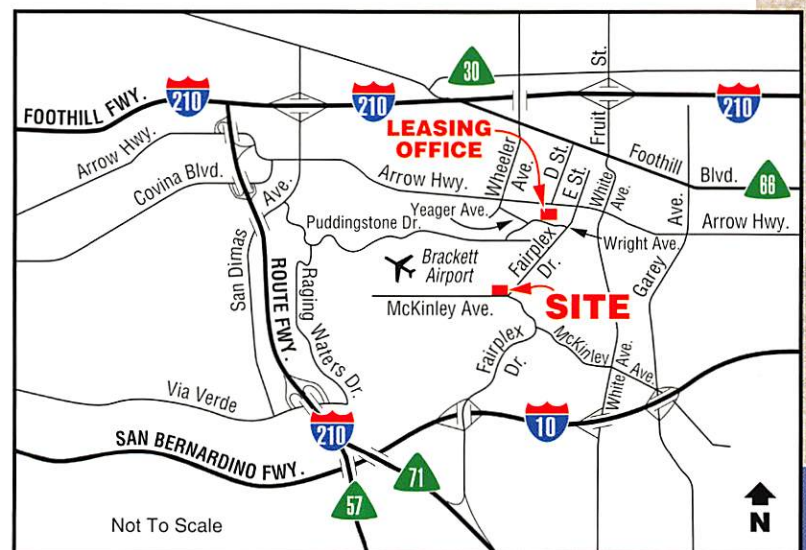 30
St.
FOOTHILL FWY.
210
210
210
LEASING
OFFICE
Arrow Hwy.
Covina Blvd.
Arrow Hwy.
Wheeler
Ave.
D St.
E St.
Fruit
White
Ave.
Foothill
Blvd.
66
Ave.
Yeager Ave.
Puddingstone Dr.
Arrow Hwy.
Wright Ave.
San Dimas
Ave.
ROUTE FWY.
Raging
Waters Dr.
Brackett
Airport
Fairplex
Dr.
Garey
SITE
McKinley Ave.
Fairplex
Dr.
McKinley
Ave.
White
Ave.
Via Verde
210
10
SAN BERNARDINO FWY.
71
57
Not To Scale
N